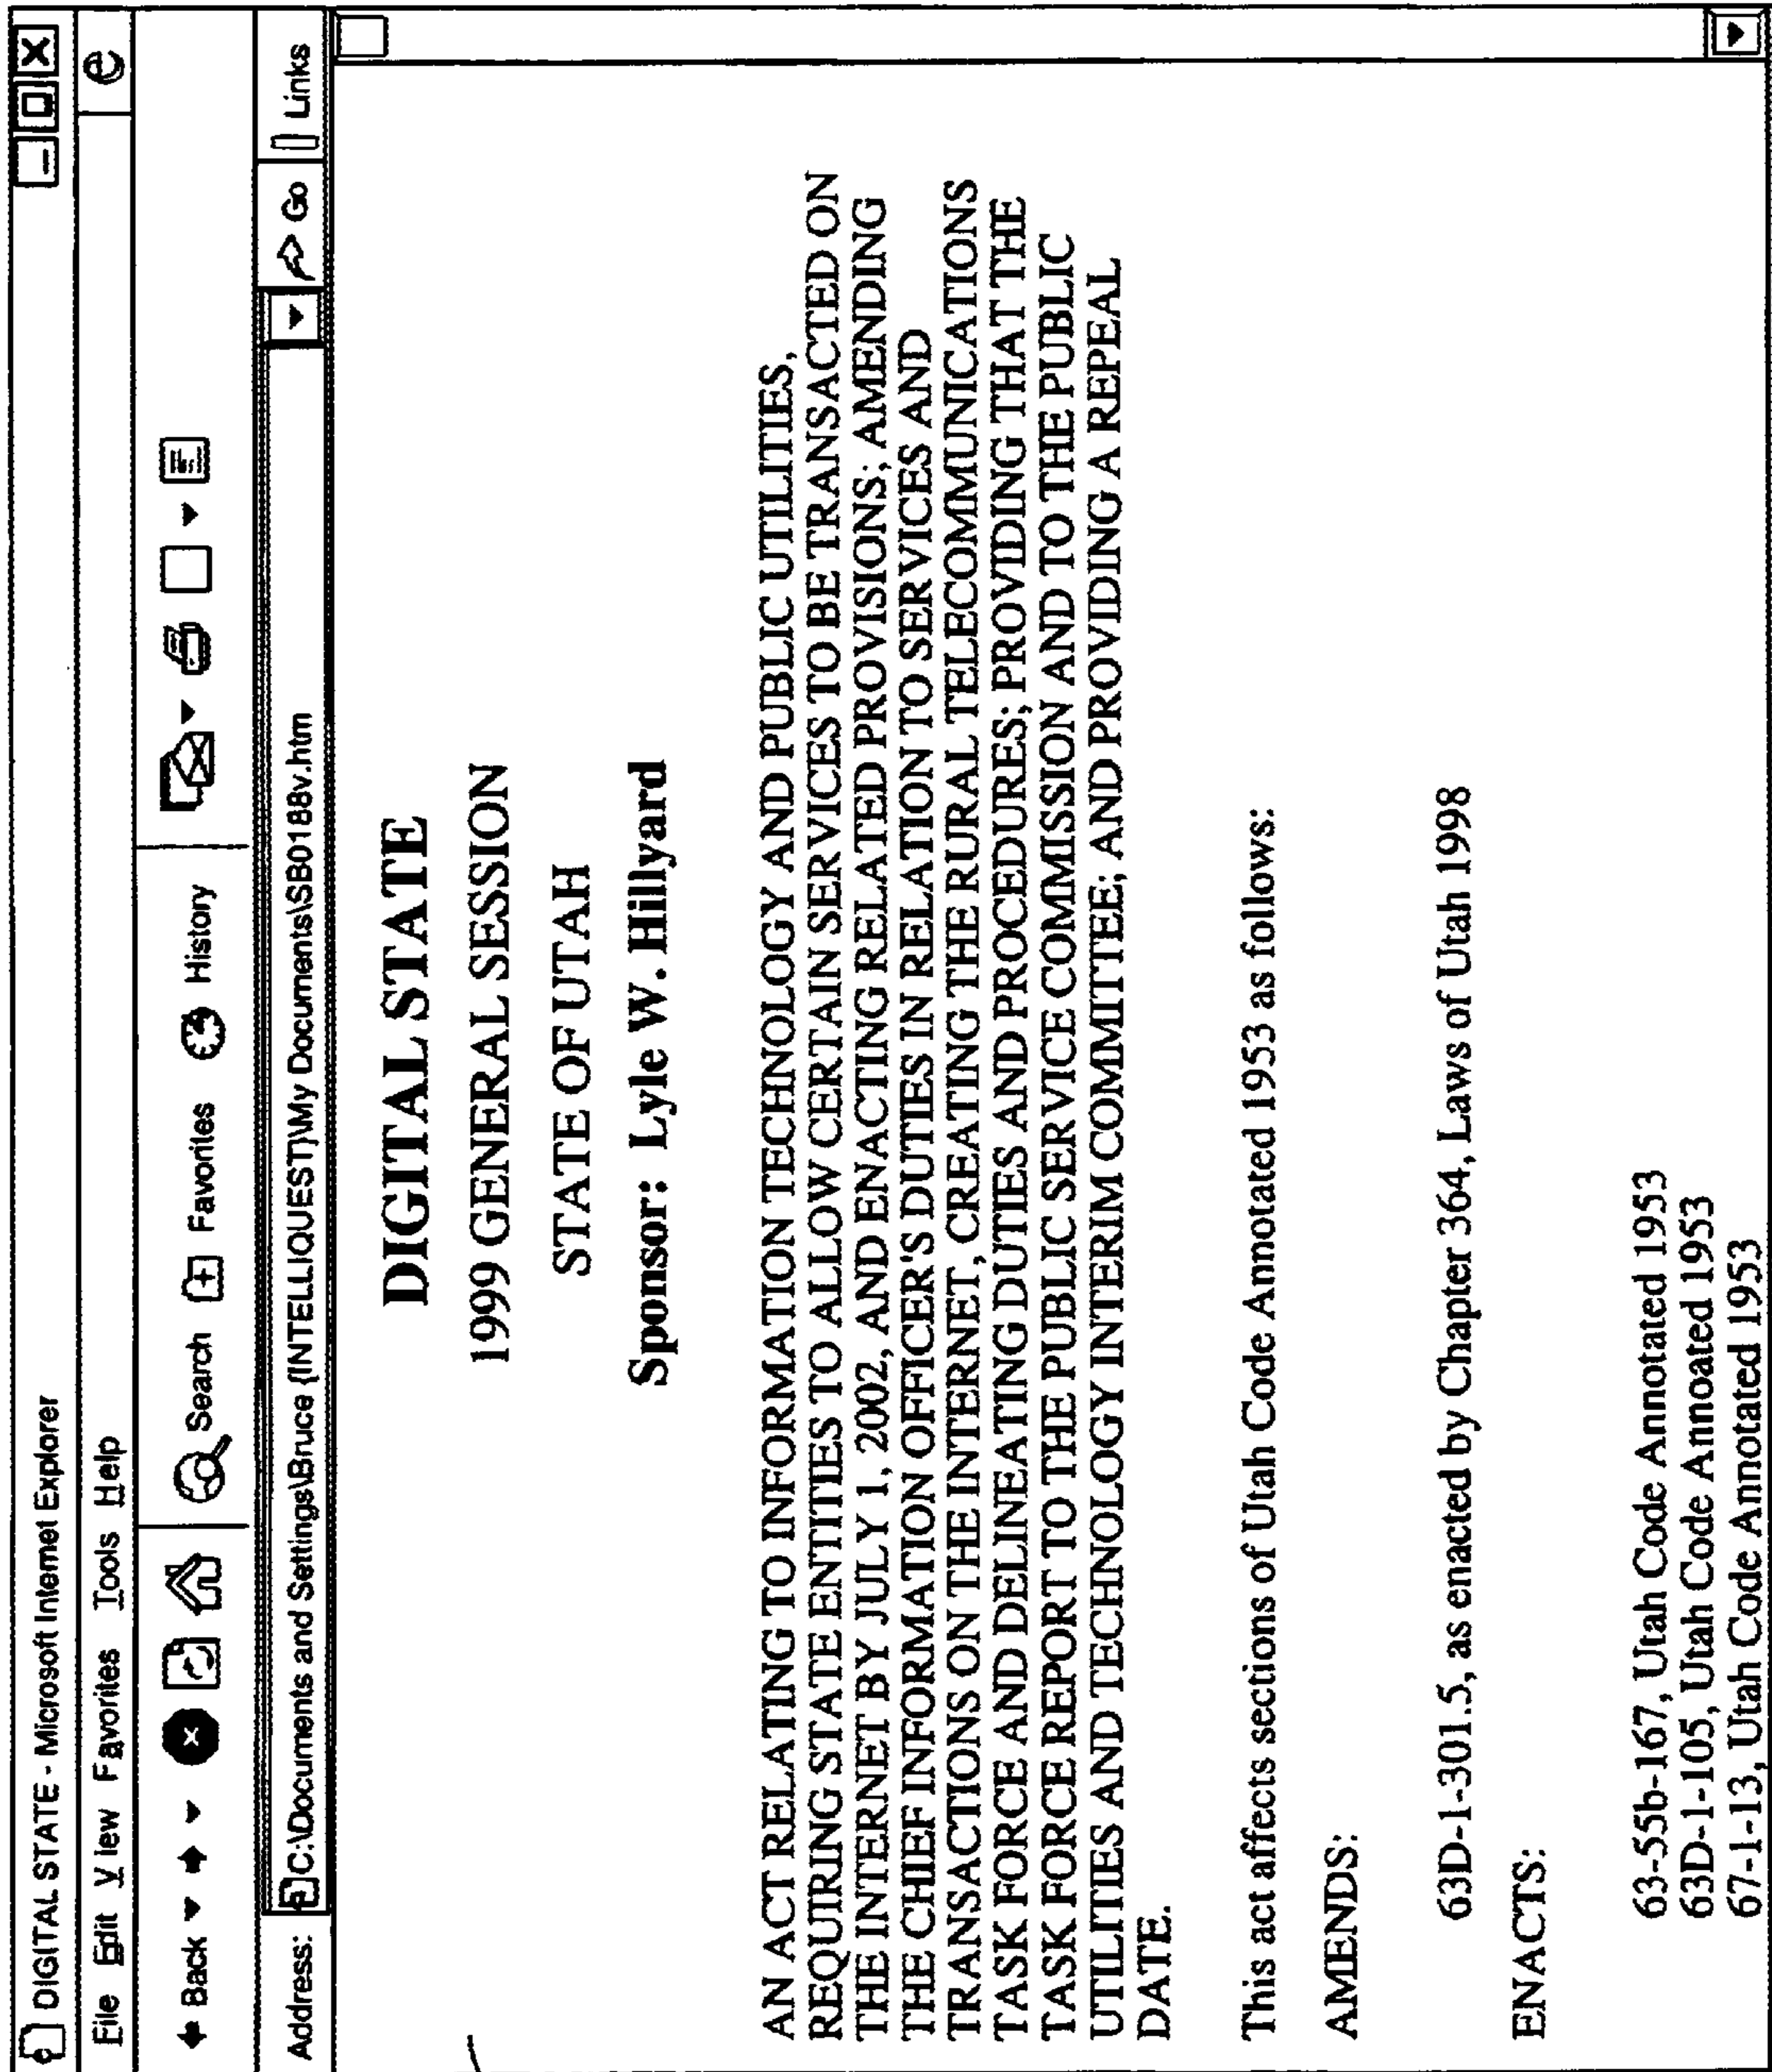 DIGITAL STATE - Microsoft Internet Explorer
File Edit View Favorites Tools Help
Back Search Favorites History
Address: C:\Documents and Settings\Bruce {INTELLIQUEST}\My Documents\SB0188v.htm Go Links
DIGITAL STATE
1999 GENERAL SESSION
STATE OF UTAH
Sponsor: Lyle W. Hillyard
AN ACT RELATING TO INFORMATION TECHNOLOGY AND PUBLIC UTILITIES,
REQUIRING STATE ENTITIES TO ALLOW CERTAIN SERVICES TO BE TRANSACTED ON
THE INTERNET BY JULY 1, 2002, AND ENACTING RELATED PROVISIONS; AMENDING
THE CHIEF INFORMATION OFFICER'S DUTIES IN RELATION TO SERVICES AND
TRANSACTIONS ON THE INTERNET, CREATING THE RURAL TELECOMMUNICATIONS
TASK FORCE AND DELINEATING DUTIES AND PROCEDURES; PROVIDING THAT THE
TASK FORCE REPORT TO THE PUBLIC SERVICE COMMISSION AND TO THE PUBLIC
UTILITIES AND TECHNOLOGY INTERIM COMMITTEE; AND PROVIDING A REPEAL
DATE.
This act affects sections of Utah Code Annotated 1953 as follows:
AMENDS:
63D-1-301.5, as enacted by Chapter 364, Laws of Utah 1998
ENACTS:
63-55b-167, Utah Code Annotated 1953
63D-1-105, Utah Code Annoated 1953
67-1-13, Utah Code Annotated 1953